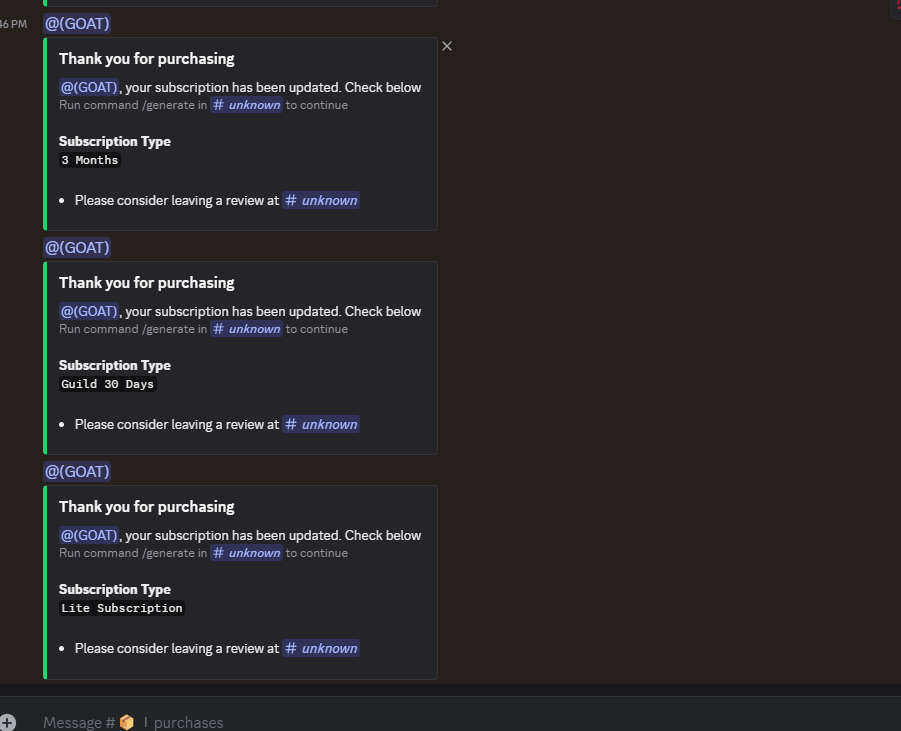 46 PM @(GOAT)
Thank you for purchasing
@(GOAT), your subscription has been updated. Check below
Run command /generate in # unknown to continue
Subscription Type
3 Months
• Please consider leaving a review at # unknown
@(GOAT)
Thank you for purchasing
@(GOAT), your subscription has been updated. Check below
Run command /generate in # unknown to continue
Subscription Type
Guild 30 Days
• Please consider leaving a review at # unknown
@(GOAT)
Thank you for purchasing
@(GOAT), your subscription has been updated. Check below
Run command /generate in # unknown to continue
Subscription Type
Lite Subscription
• Please consider leaving a review at # unknown
Message # 📦 | purchases